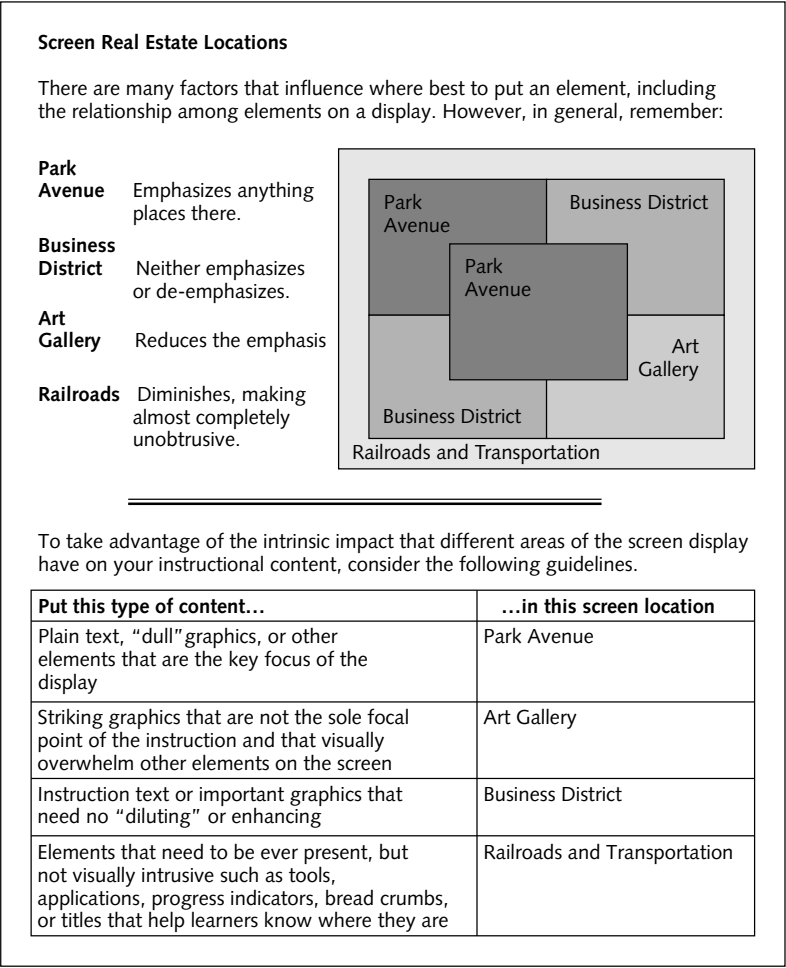 Screen Real Estate Locations
There are many factors that influence where best to put an element, including
the relationship among elements on a display. However, in general, remember:
Park
Avenue Emphasizes anything
places there.
Business
District Neither emphasizes
or de-emphasizes.
Art
Gallery Reduces the emphasis
Railroads Diminishes, making
almost completely
unobtrusive.
Park
Avenue
Business District
Park
Avenue
Art
Gallery
Business District
Railroads and Transportation
To take advantage of the intrinsic impact that different areas of the screen display
have on your instructional content, consider the following guidelines.
Put this type of content… …in this screen location
Plain text, “dull”graphics, or other Park Avenue
elements that are the key focus of the
display
Striking graphics that are not the sole focal Art Gallery
point of the instruction and that visually
overwhelm other elements on the screen
Instruction text or important graphics that Business District
need no “diluting” or enhancing
Elements that need to be ever present, but Railroads and Transportation
not visually intrusive such as tools,
applications, progress indicators, bread crumbs,
or titles that help learners know where they are